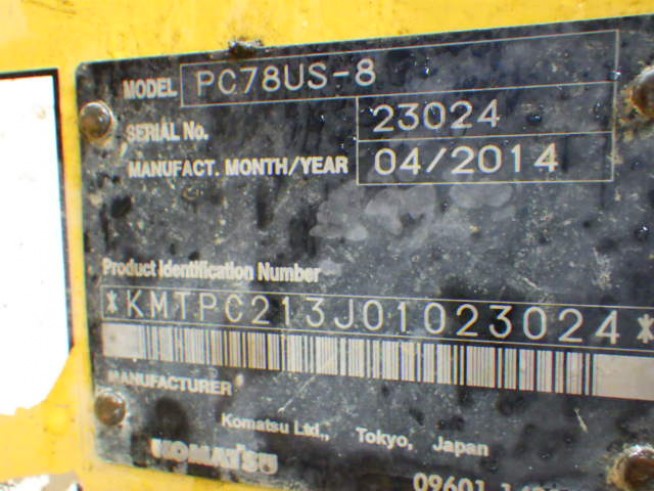 MODEL PC78US-8
SERIAL No. 23024
MANUFACT. MONTH/YEAR 04/2014
Product Identification Number
*KMTPC213J01023024*
MANUFACTURER
Komatsu Ltd., Tokyo, Japan
KOMATSU
09601